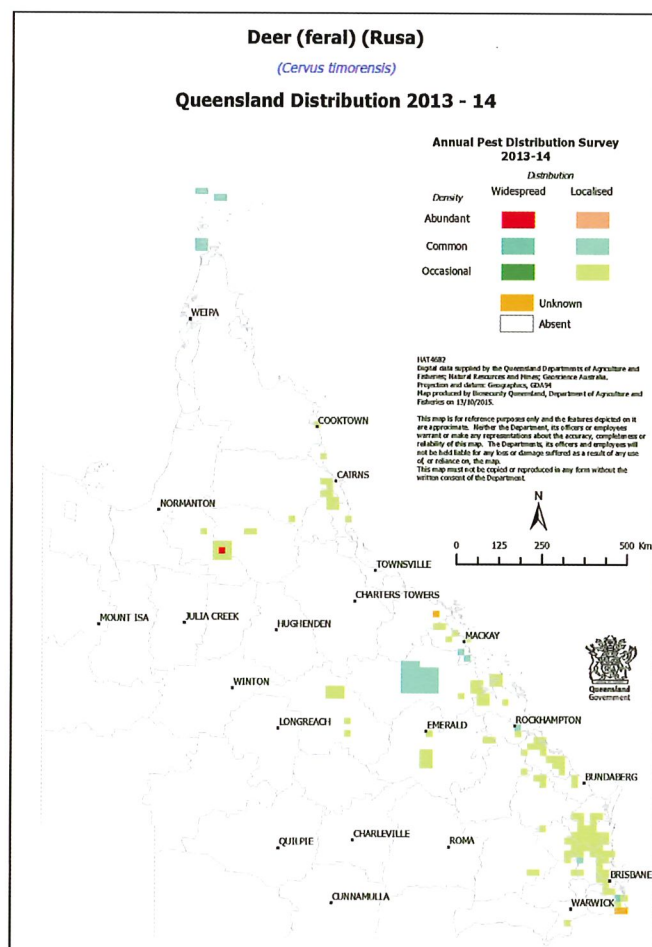 Deer (feral) (Rusa)
(Cervus timorensis)
Queensland Distribution 2013 - 14
Annual Pest Distribution Survey
2013-14
Distribution
Density Widespread Localised
Abundant
Common
Occasional
Unknown
Absent
HAT4682
Digital data supplied by the Queensland Departments of Agriculture and
Fisheries; Natural Resources and Mines; Geoscience Australia.
Projection and datum: Geographics, GDA94
Map produced by Biosecurity Queensland, Department of Agriculture and
Fisheries on 13/10/2015.
This map is for reference purposes only and the features depicted on it
are approximate. Neither the Department, its officers or employees
warrant or make any representations about the accuracy, completeness or
reliability of this map. The Departments, its officers and employees will
not be held liable for any loss or damage suffered as a result of any use
of, or reliance on, the map.
This map must not be copied or reproduced in any form without the
written consent of the Department.
WEIPA
COOKTOWN
CAIRNS
NORMANTON
N
0 125 250 500 Km
TOWNSVILLE
CHARTERS TOWERS
MOUNT ISA
JULIA CREEK
HUGHENDEN
MACKAY
Queensland
Government
WINTON
LONGREACH
EMERALD
ROCKHAMPTON
BUNDABERG
QUILPIE
CHARLEVILLE
ROMA
BRISBANE
CUNNAMULLA
WARWICK